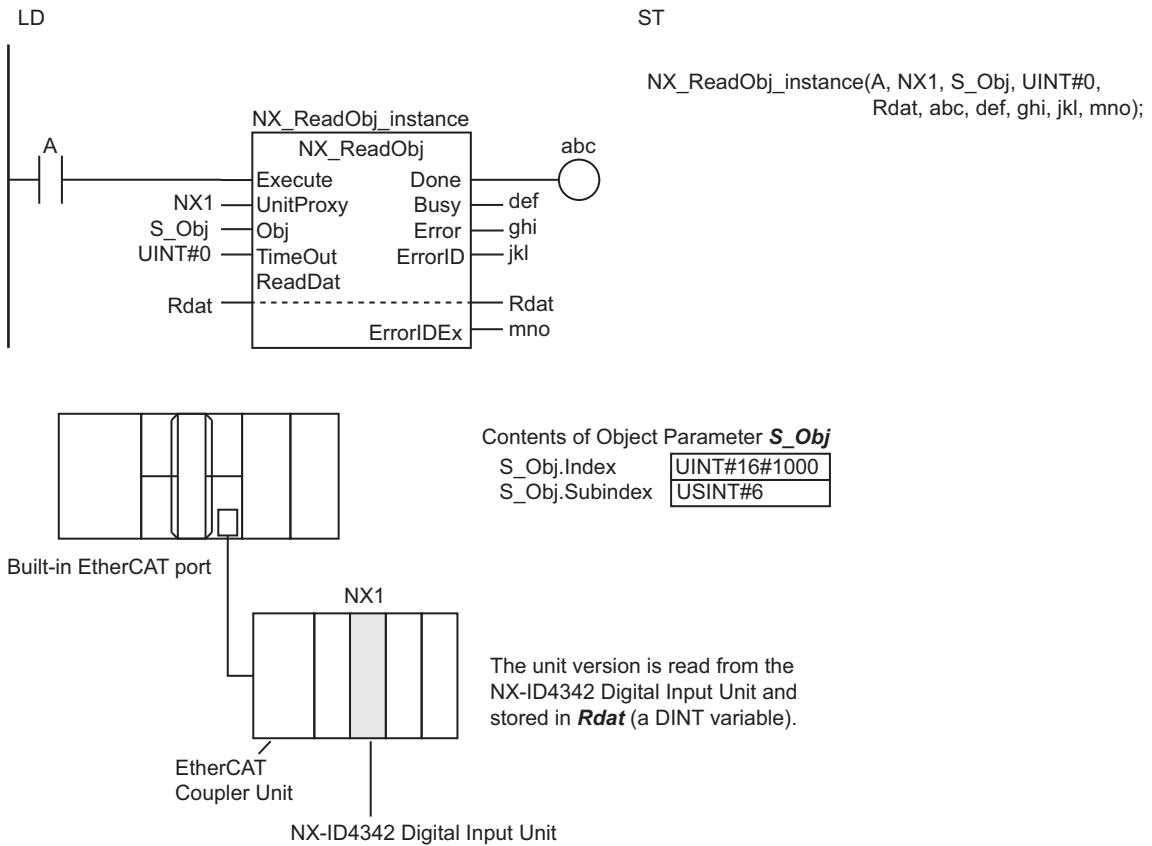 LD
ST
NX_ReadObj_instance(A, NX1, S_Obj, UINT#0,
Rdat, abc, def, ghi, jkl, mno);
NX_ReadObj_instance
NX_ReadObj
A
abc
Execute Done
NX1 UnitProxy Busy def
S_Obj Obj Error ghi
UINT#0 TimeOut ErrorID jkl
ReadDat
Rdat Rdat
ErrorIDEx mno
Contents of Object Parameter S_Obj
S_Obj.Index UINT#16#1000
S_Obj.Subindex USINT#6
Built-in EtherCAT port
NX1
The unit version is read from the
NX-ID4342 Digital Input Unit and
stored in Rdat (a DINT variable).
EtherCAT
Coupler Unit
NX-ID4342 Digital Input Unit